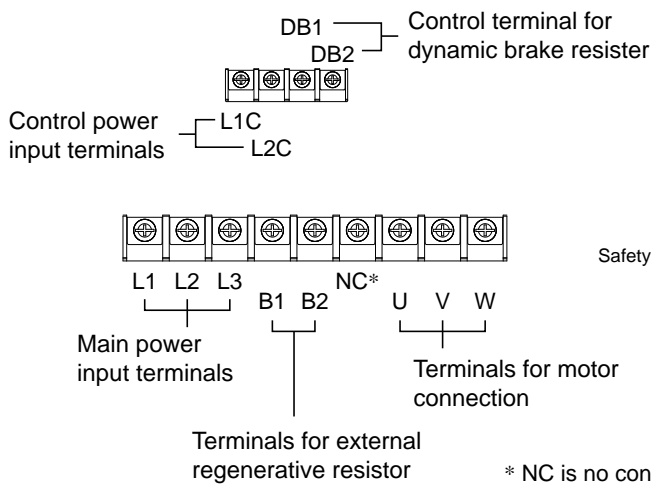 DB1
DB2
Control terminal for
dynamic brake resister
Control power
input terminals
L1C
L2C
Safety
L1 L2 L3 NC*
B1 B2 U V W
Main power
input terminals
Terminals for motor
connection
Terminals for external
regenerative resistor
* NC is no con